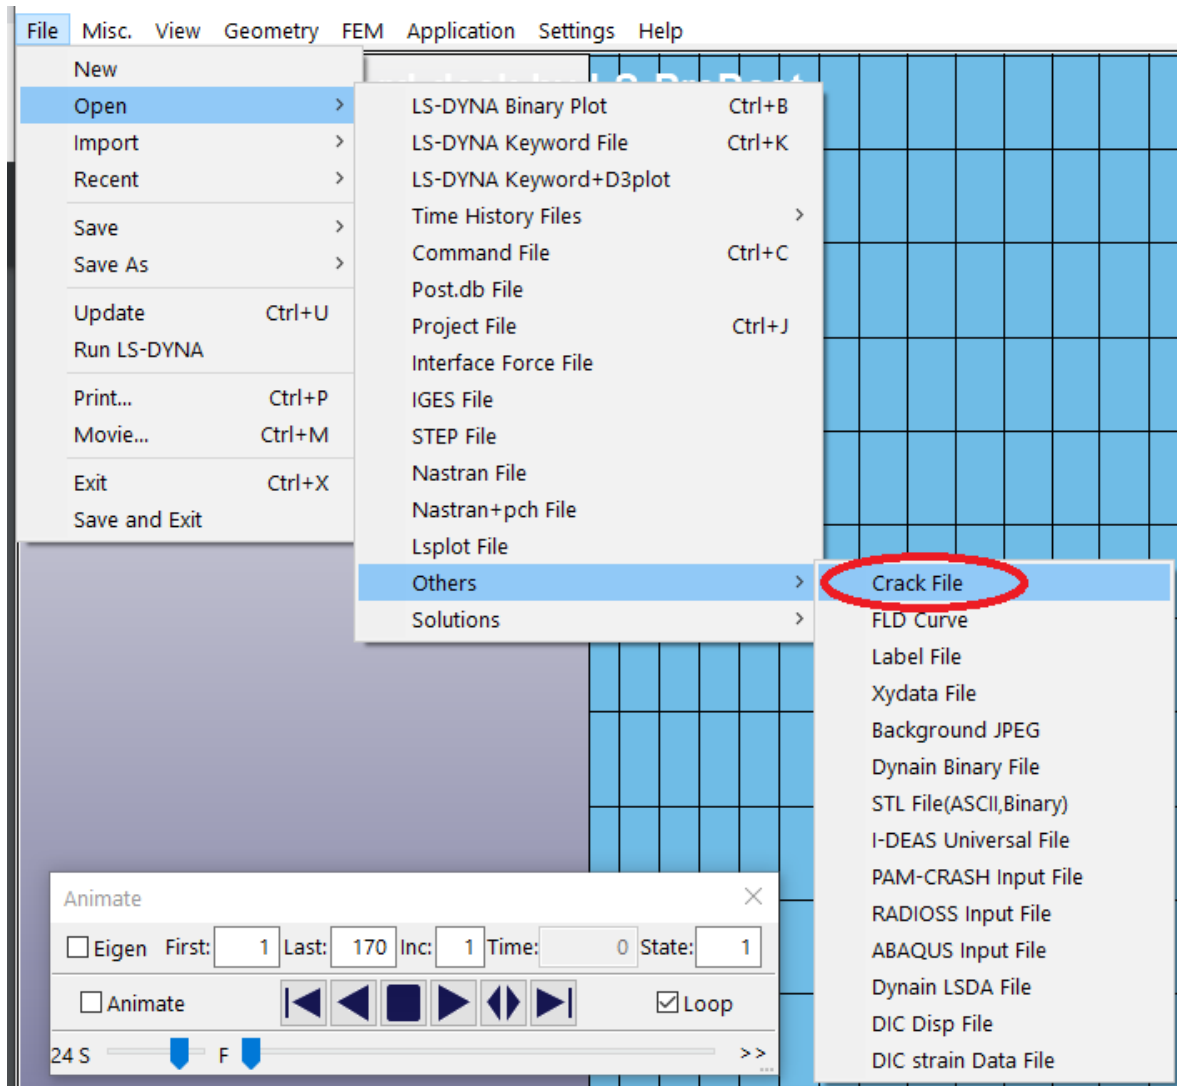 File Misc. View Geometry FEM Application Settings Help
New
Open
Import
Recent
Save
Save As
Update Ctrl+U
Run LS-DYNA
Print... Ctrl+P
Movie... Ctrl+M
Exit Ctrl+X
Save and Exit
LS-DYNA Binary Plot Ctrl+B
LS-DYNA Keyword File Ctrl+K
LS-DYNA Keyword+D3plot
Time History Files
Command File Ctrl+C
Post.db File
Project File Ctrl+J
Interface Force File
IGES File
STEP File
Nastran File
Nastran+pch File
Lsplot File
Others
Solutions
Crack File
FLD Curve
Label File
Xydata File
Background JPEG
Dynain Binary File
STL File(ASCII,Binary)
I-DEAS Universal File
PAM-CRASH Input File
RADIOSS Input File
ABAQUS Input File
Dynain LSDA File
DIC Disp File
DIC strain Data File
Animate
Eigen First: 1 Last: 170 Inc: 1 Time: 0 State: 1
Animate Loop
24 S F >>